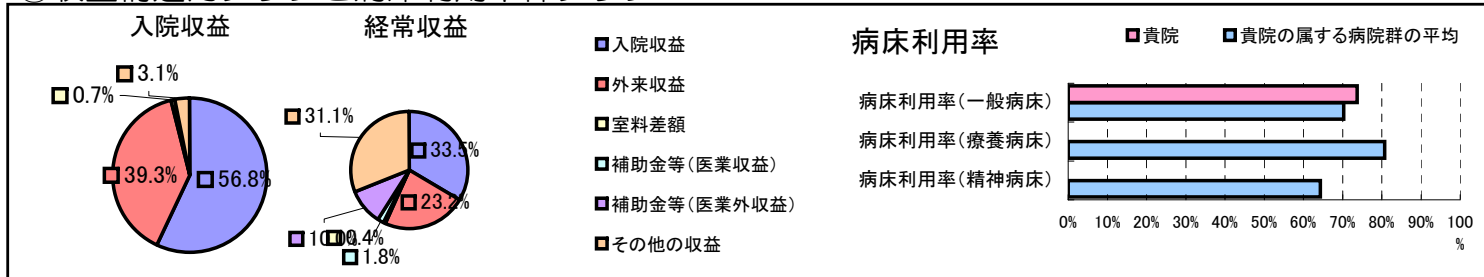 入院収益
3.1%
0.7%
39.3%
56.8%
経常収益
31.1%
33.5%
23.2%
10.0%
0.4%
1.8%
入院収益
外来収益
室料差額
補助金等(医業収益)
補助金等(医業外収益)
その他の収益
病床利用率
貴院
貴院の属する病院群の平均
病床利用率(一般病床)
病床利用率(療養病床)
病床利用率(精神病床)
0% 10% 20% 30% 40% 50% 60% 70% 80% 90% 100
%